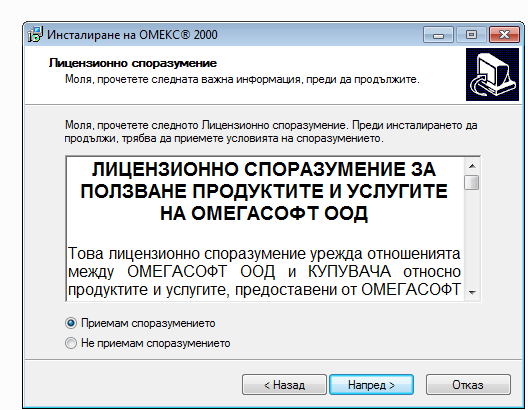 Инсталиране на ОМЕКС® 2000
Лицензионно споразумение
Моля, прочетете следната важна информация, преди да продължите.
Моля, прочетете следното Лицензионно споразумение. Преди инсталирането да
продължи, трябва да приемете условията на споразумението.
ЛИЦЕНЗИОННО СПОРАЗУМЕНИЕ ЗА
ПОЛЗВАНЕ ПРОДУКТИТЕ И УСЛУГИТЕ
НА ОМЕГАСОФТ ООД
Това лицензионно споразумение урежда отношенията
между ОМЕГАСОФТ ООД и КУПУВАЧА относно
продуктите и услугите, предоставени от ОМЕГАСОФТ
Приемам споразумението
Не приемам споразумението
< Назад
Напред >
Отказ